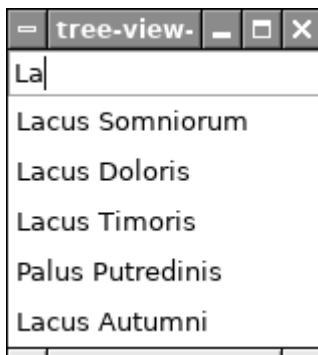 tree-view-
La
Lacus Somniorum
Lacus Doloris
Lacus Timoris
Palus Putredinis
Lacus Autumni